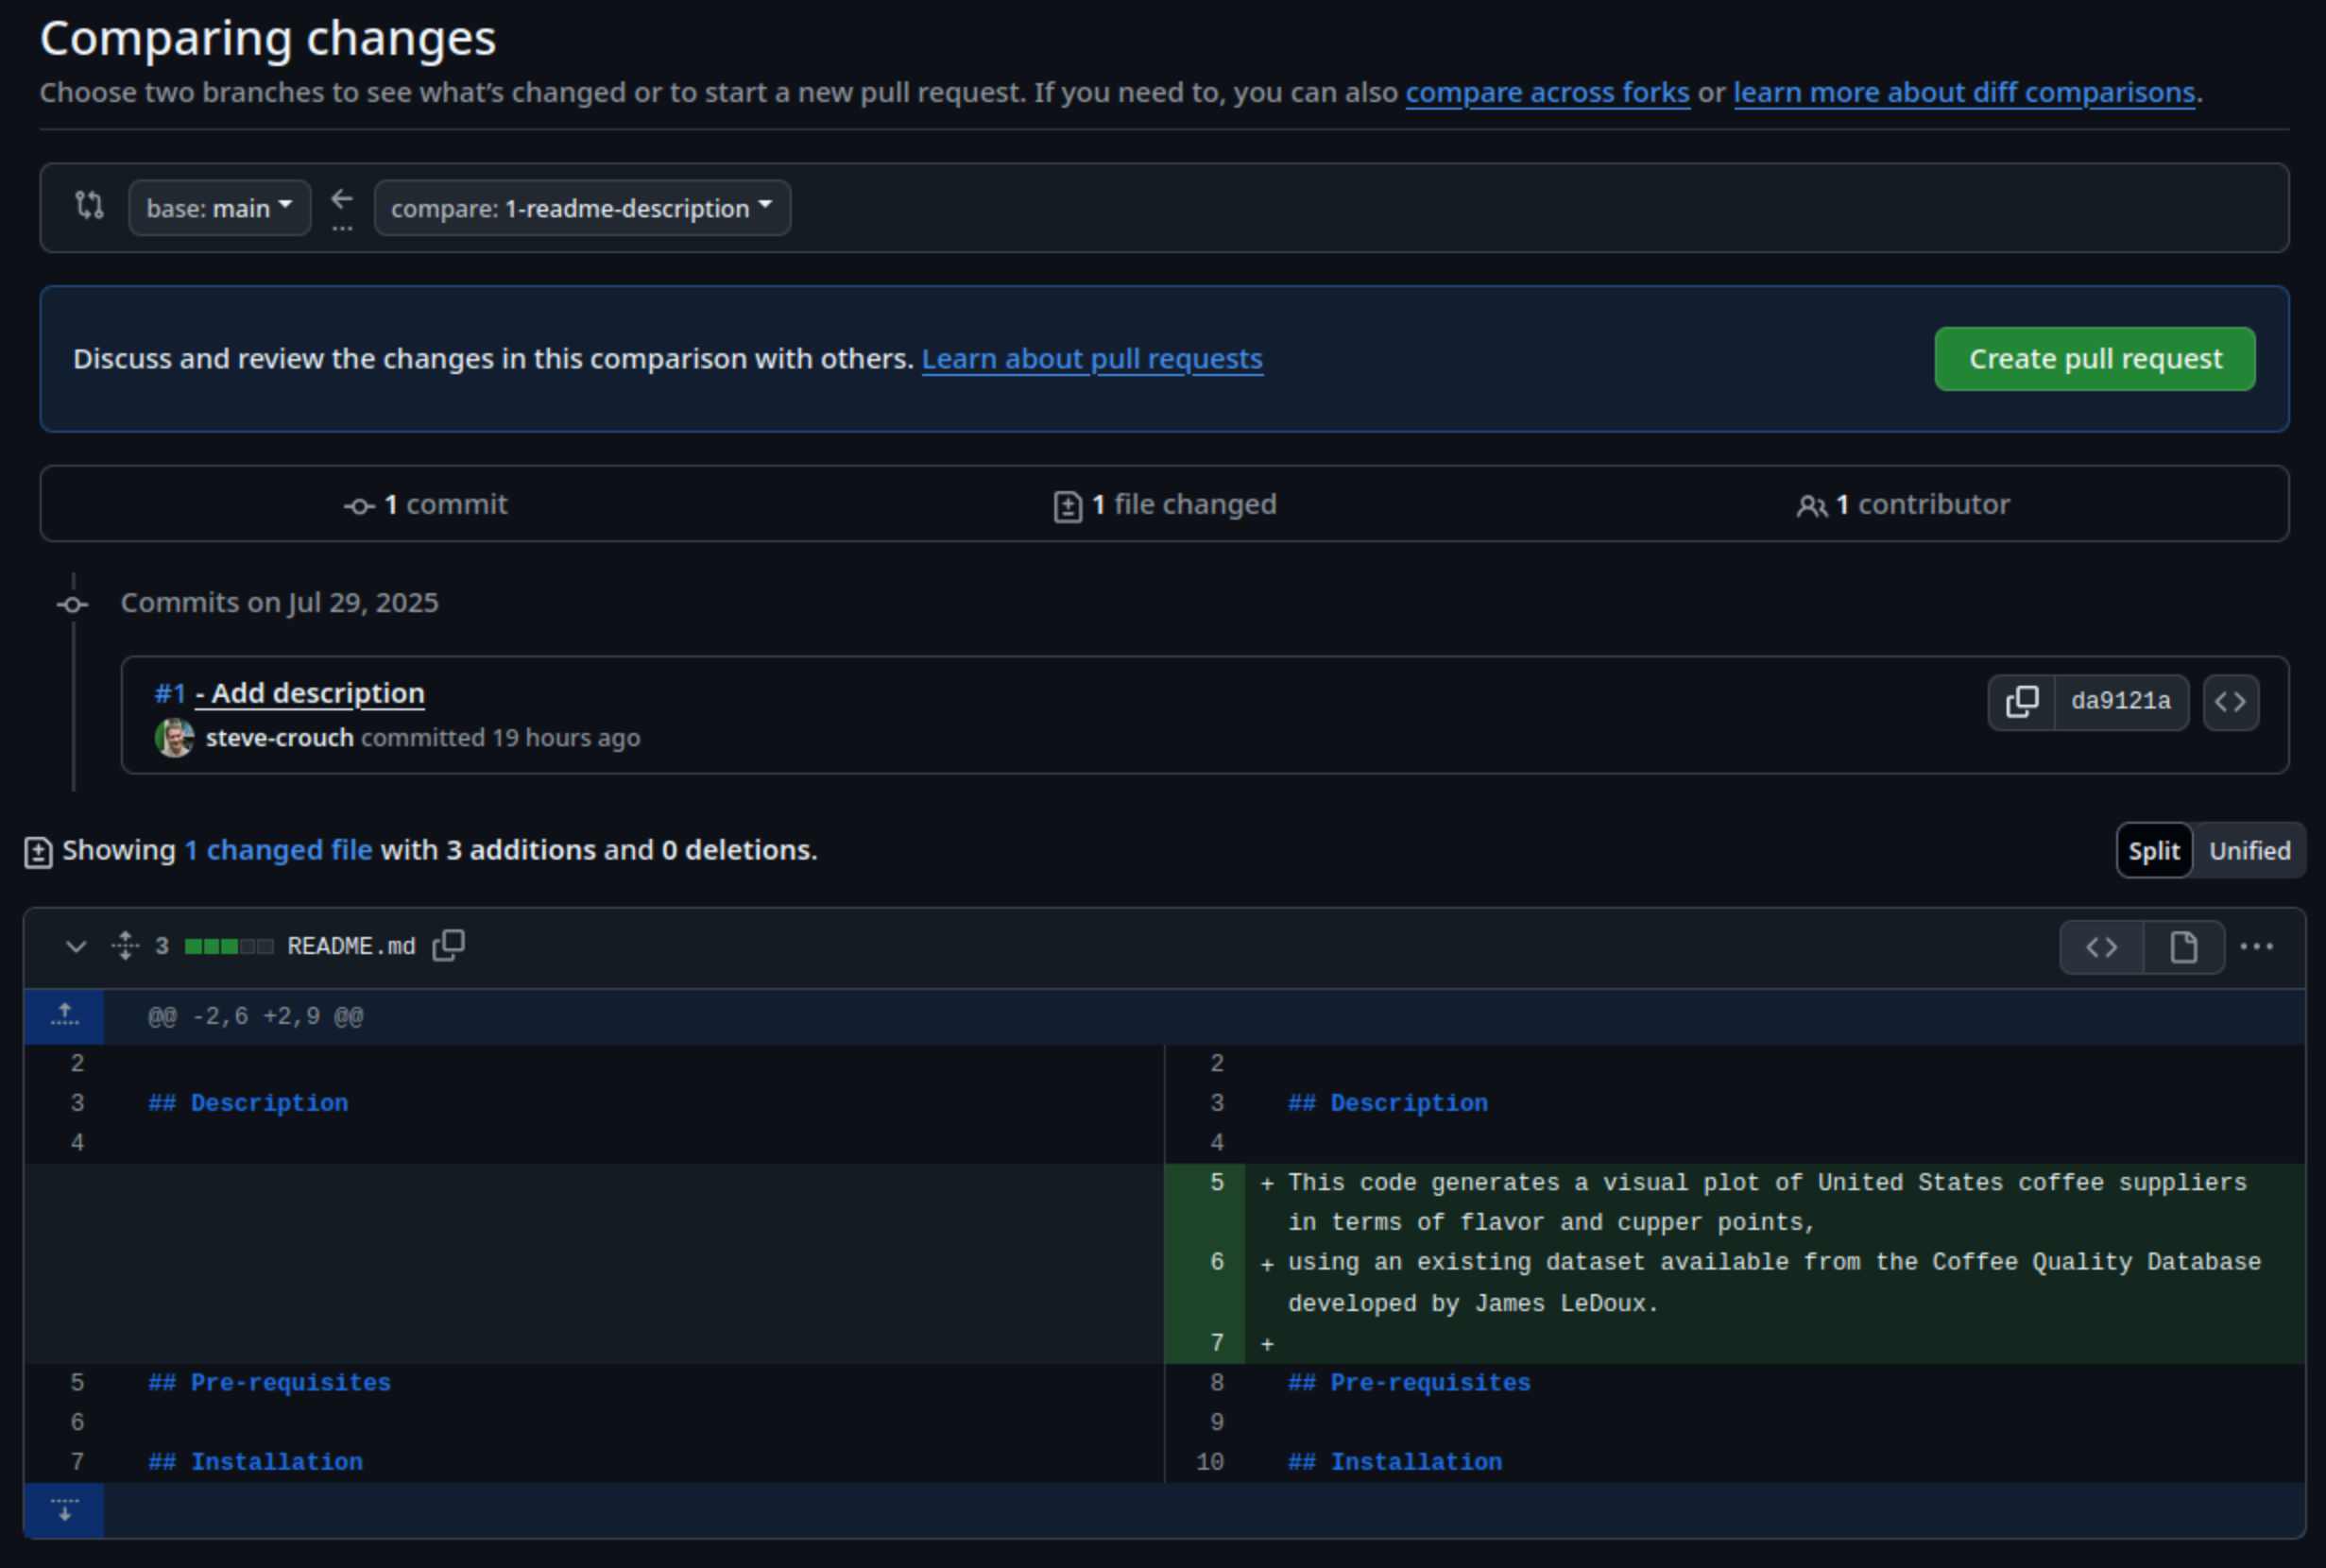 Comparing changes
Choose two branches to see what's changed or to start a new pull request. If you need to, you can also compare across forks or learn more about diff comparisons.
base: main
compare: 1-readme-description
Discuss and review the changes in this comparison with others. Learn about pull requests
Create pull request
1 commit
1 file changed
1 contributor
Commits on Jul 29, 2025
#1 - Add description
da9121a
steve-crouch committed 19 hours ago
Showing 1 changed file with 3 additions and 0 deletions.
Split
Unified
3
README.md
@@ -2,6 +2,9 @@
2 2
3 ## Description 3 ## Description
4 4
5 + This code generates a visual plot of United States coffee suppliers
in terms of flavor and cupper points,
6 + using an existing dataset available from the Coffee Quality Database
developed by James LeDoux.
7 +
5 ## Pre-requisites 8 ## Pre-requisites
6 9
7 ## Installation 10 ## Installation